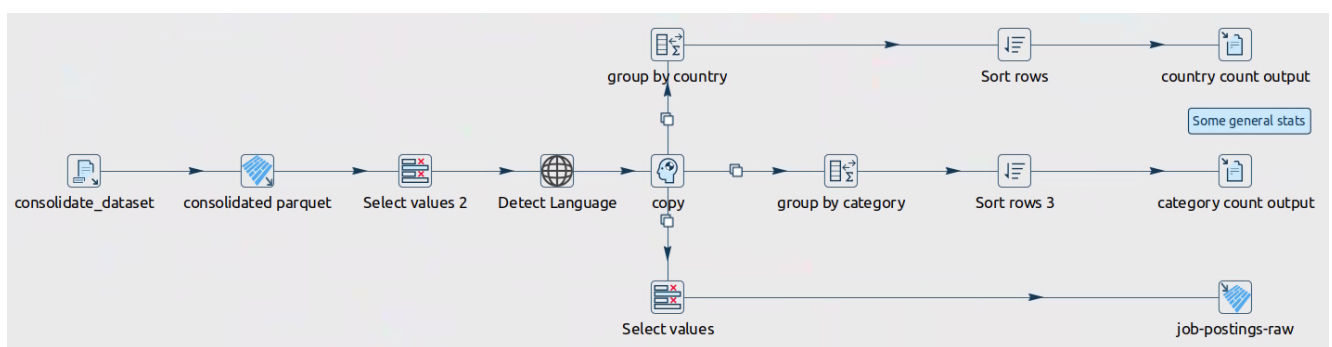 group by country
Sort rows
country count output
Some general stats
consolidate_dataset
consolidated parquet
Select values 2
Detect Language
copy
group by category
Sort rows 3
category count output
Select values
job-postings-raw